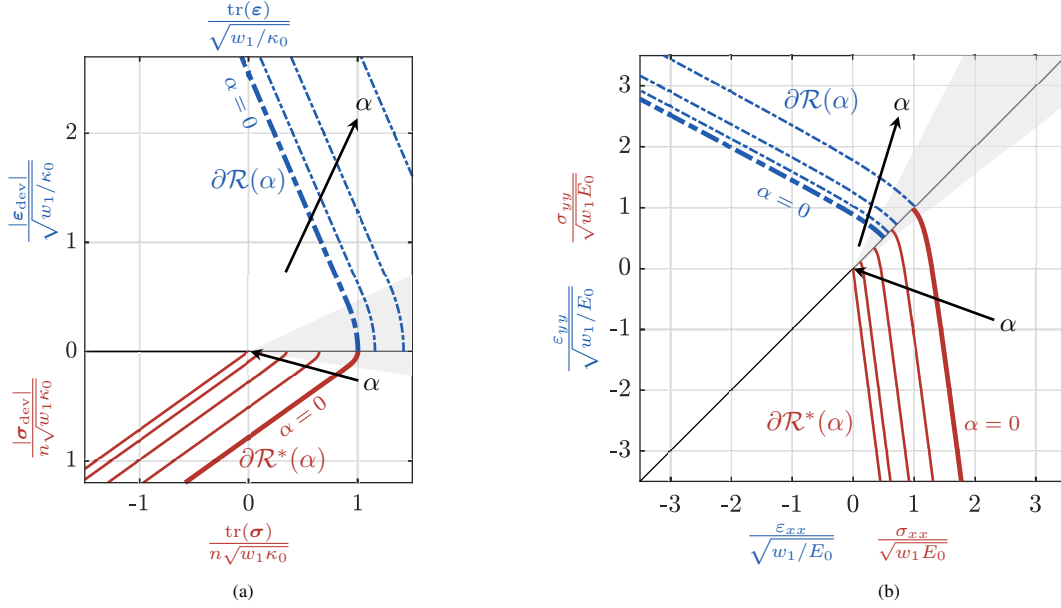 tr(ε)
√w₁/κ₀
2
1
0
1
|ε_dev|
√w₁/κ₀
|σ_dev|
n√w₁κ₀
α = 0
α
∂R(α)
α
α = 0
∂R*(α)
-1
0
1
tr(σ)
n√w₁κ₀
(a)
3
2
1
0
-1
-2
-3
σ_yy
√w₁E₀
ε_yy
√w₁/E₀
∂R(α)
α
α = 0
α
∂R*(α)
α = 0
-3
-2
-1
0
1
2
3
ε_xx
√w₁/E₀
σ_xx
√w₁E₀
(b)